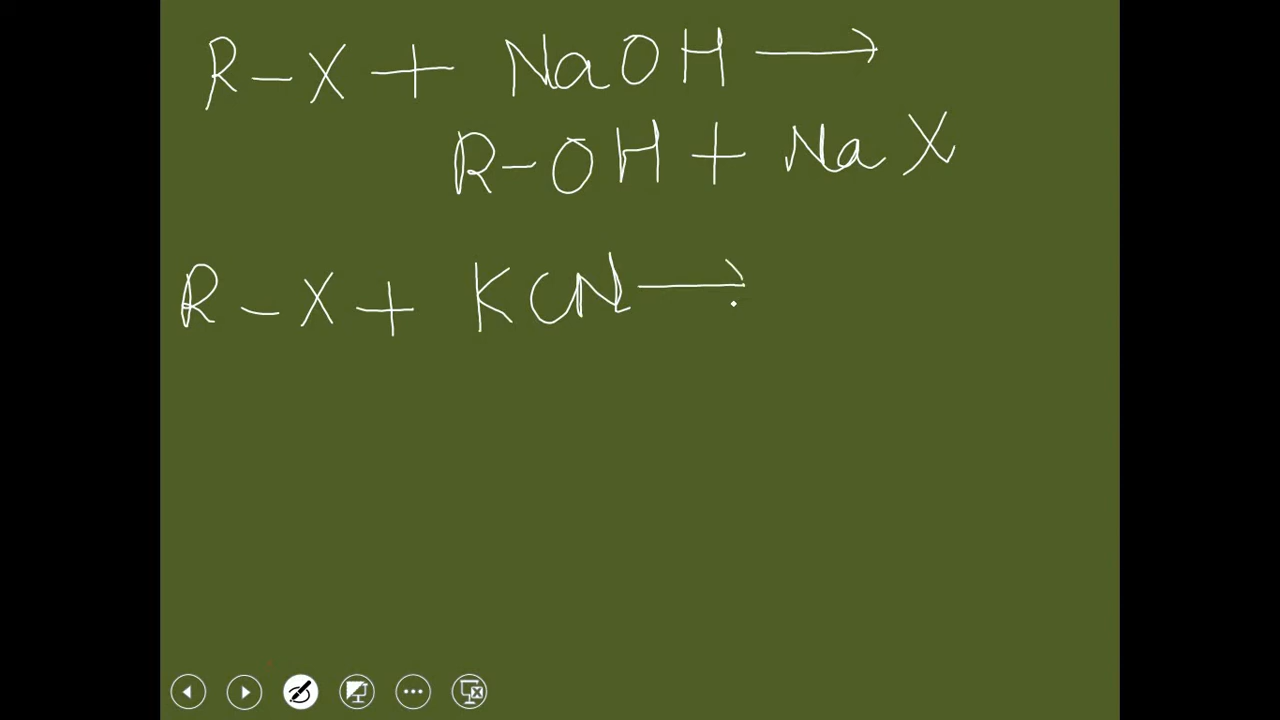 R-X + NaOH →
R-OH + NaX
R-X + KCN →